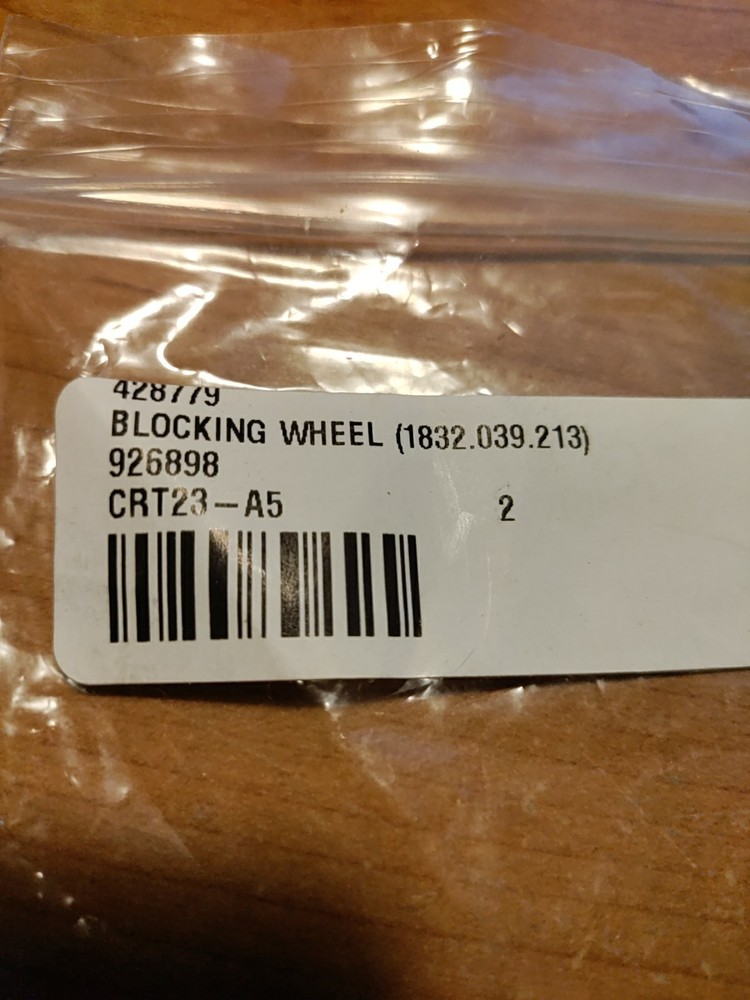 428779
BLOCKING WHEEL (1832.039.213)
926898
CRT23-A5 2